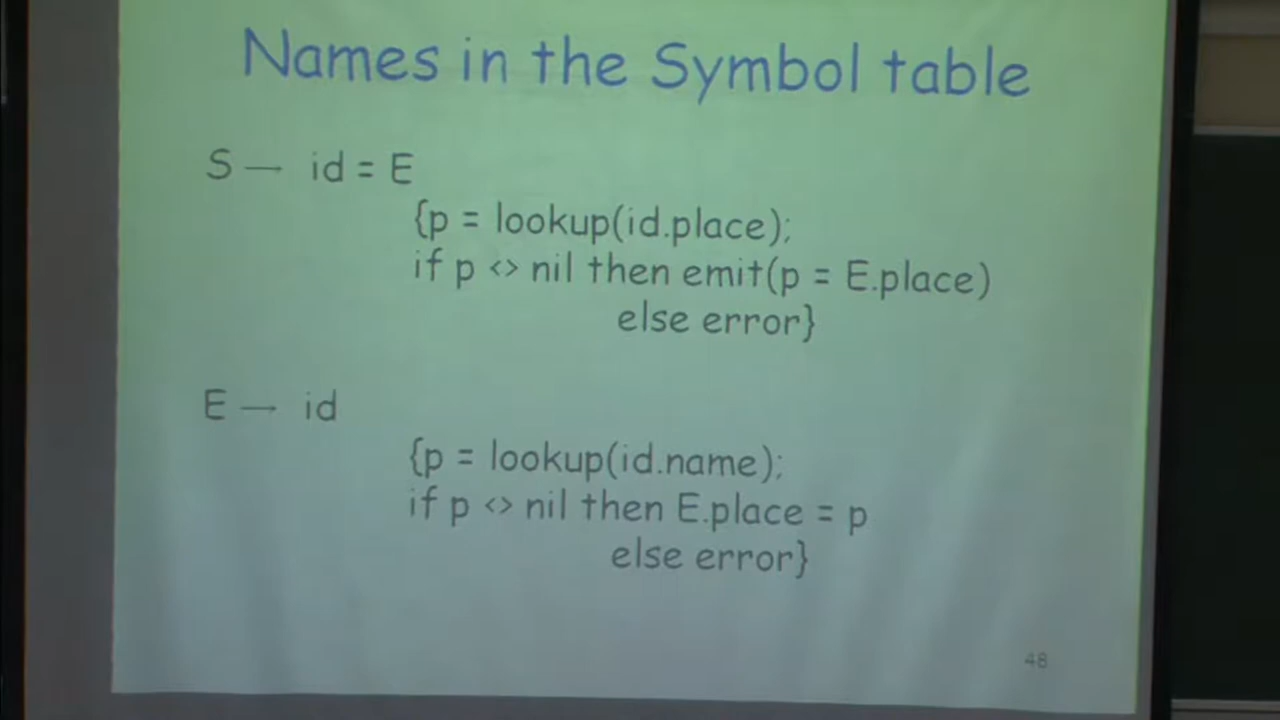 Names in the Symbol table
S — id = E
{p = lookup(id.place);
if p <> nil then emit(p = E.place)
else error}
E — id
{p = lookup(id.name);
if p <> nil then E.place = p
else error}
48